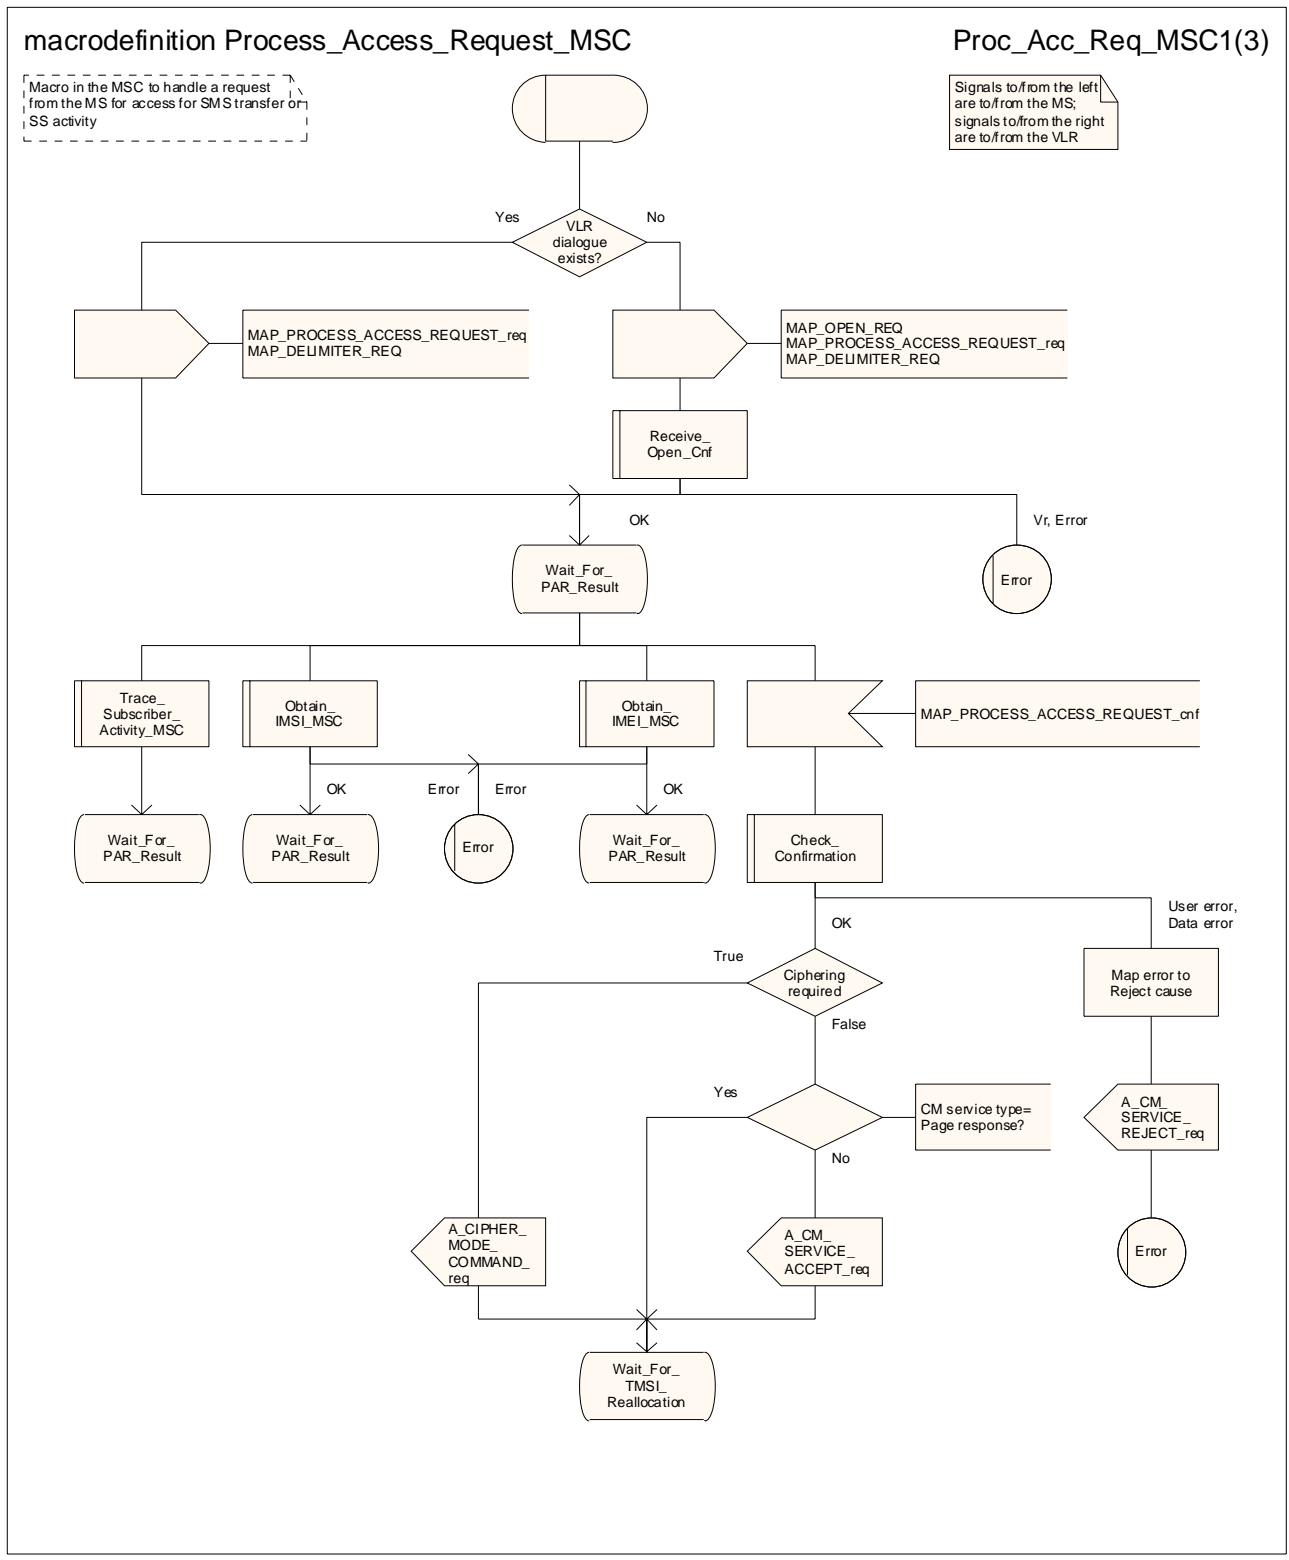 macrodefinition Process_Access_Request_MSC
Proc_Acc_Req_MSC1(3)
Macro in the MSC to handle a request
from the MS for access for SMS transfer or
SS activity
Signals to/from the left
are to/from the MS;
signals to/from the right
are to/from the VLR
Yes
No
VLR
dialogue
exists?
MAP_PROCESS_ACCESS_REQUEST_req
MAP_DELIMITER_REQ
MAP_OPEN_REQ
MAP_PROCESS_ACCESS_REQUEST_req
MAP_DELIMITER_REQ
Receive_
Open_Cnf
OK
Vr, Error
Wait_For_
PAR_Result
Error
Trace_
Subscriber_
Activity_MSC
Obtain_
IMSI_MSC
Obtain_
IMEI_MSC
MAP_PROCESS_ACCESS_REQUEST_cnf
OK
Error
Error
OK
Wait_For_
PAR_Result
Wait_For_
PAR_Result
Error
Wait_For_
PAR_Result
Check_
Confirmation
User error,
Data error
OK
True
Ciphering
required
Map error to
Reject cause
False
Yes
CM service type=
Page response?
A_CM_
SERVICE_
REJECT_req
No
A_CIPHER_
MODE_
COMMAND_
req
A_CM_
SERVICE_
ACCEPT_req
Error
Wait_For_
TMSI_
Reallocation